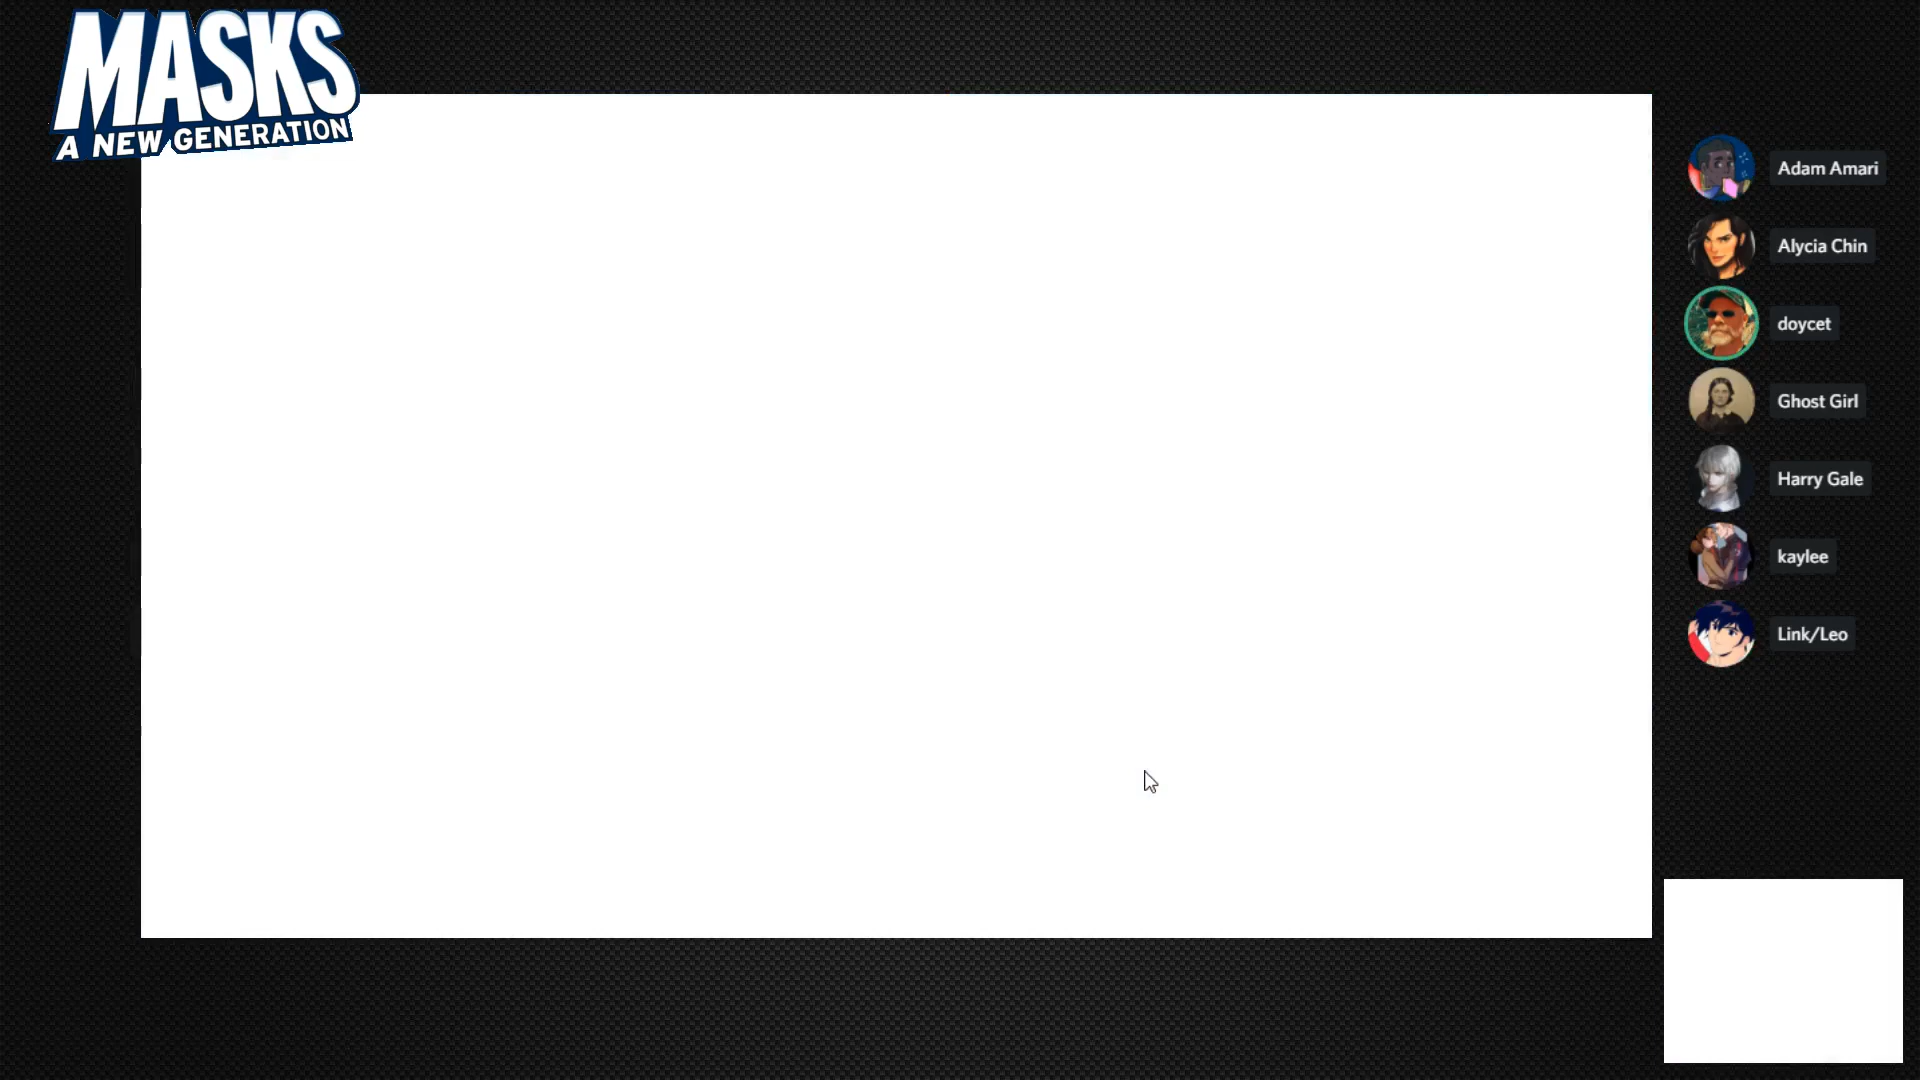 MASKS
A NEW GENERATION
Adam Amari
Alycia Chin
doycet
Ghost Girl
Harry Gale
kaylee
Link/Leo